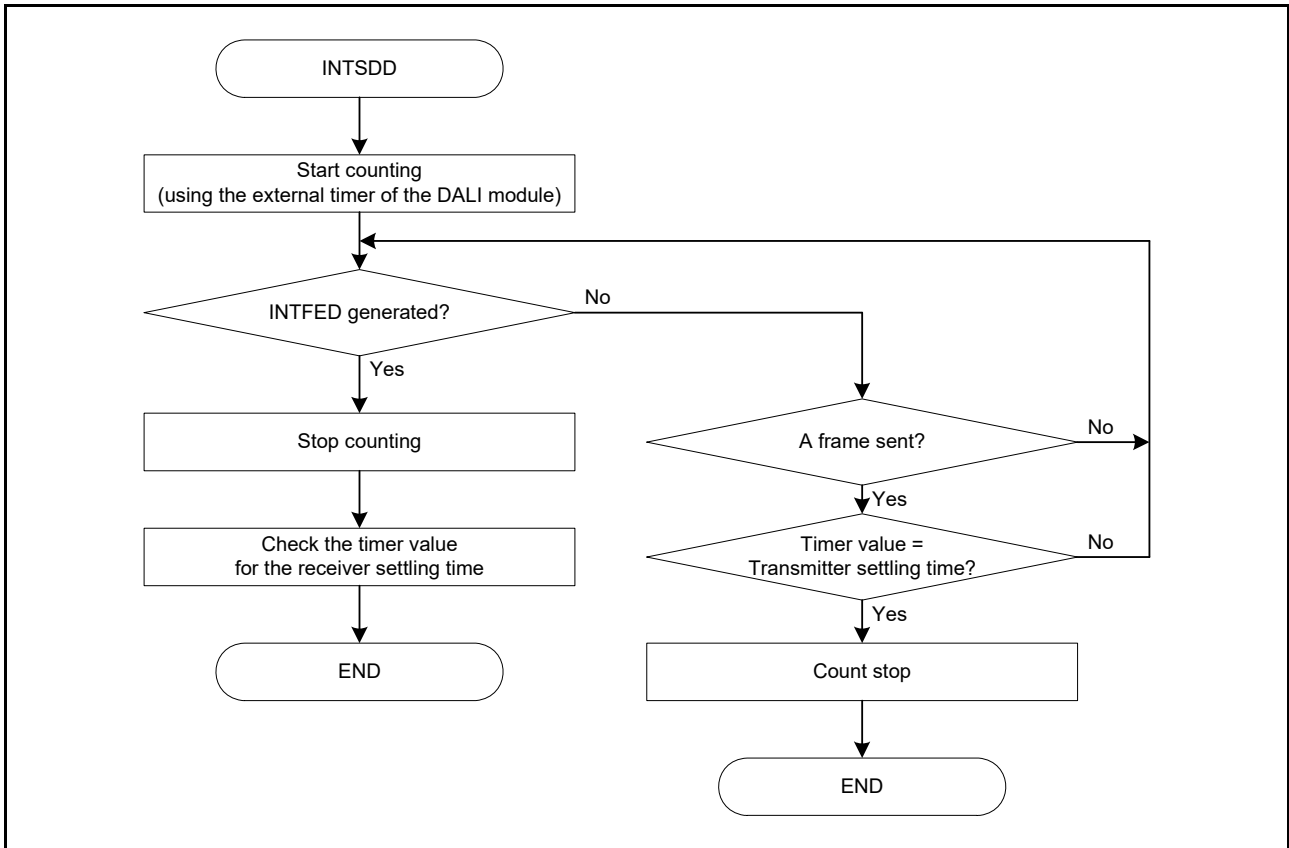 INTSDD
Start counting
(using the external timer of the DALI module)
INTFED generated?
No
Yes
Stop counting
A frame sent?
No
Yes
Check the timer value
for the receiver settling time
Timer value =
Transmitter settling time?
No
Yes
END
Count stop
END